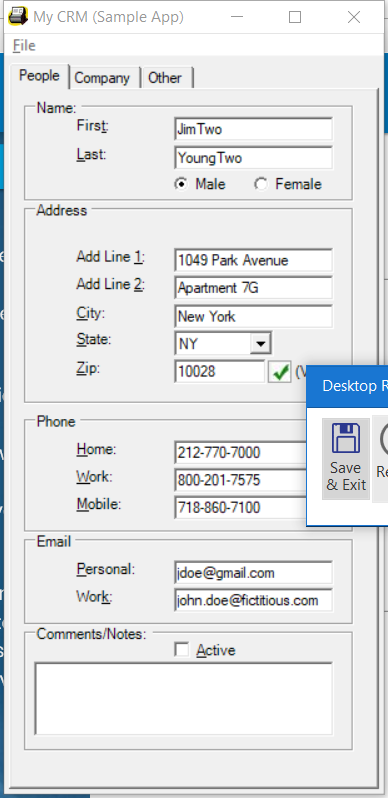 My CRM (Sample App)
File
People Company Other
Name:
First: JimTwo
Last: YoungTwo
Male Female
Address
Add Line 1: 1049 Park Avenue
Add Line 2: Apartment 7G
City: New York
State: NY
Zip: 10028 (V
Desktop R
Save & Exit
Re
Phone
Home: 212-770-7000
Work: 800-201-7575
Mobile: 718-860-7100
Email
Personal: jdoe@gmail.com
Work: john.doe@fictitious.com
Comments/Notes:
Active